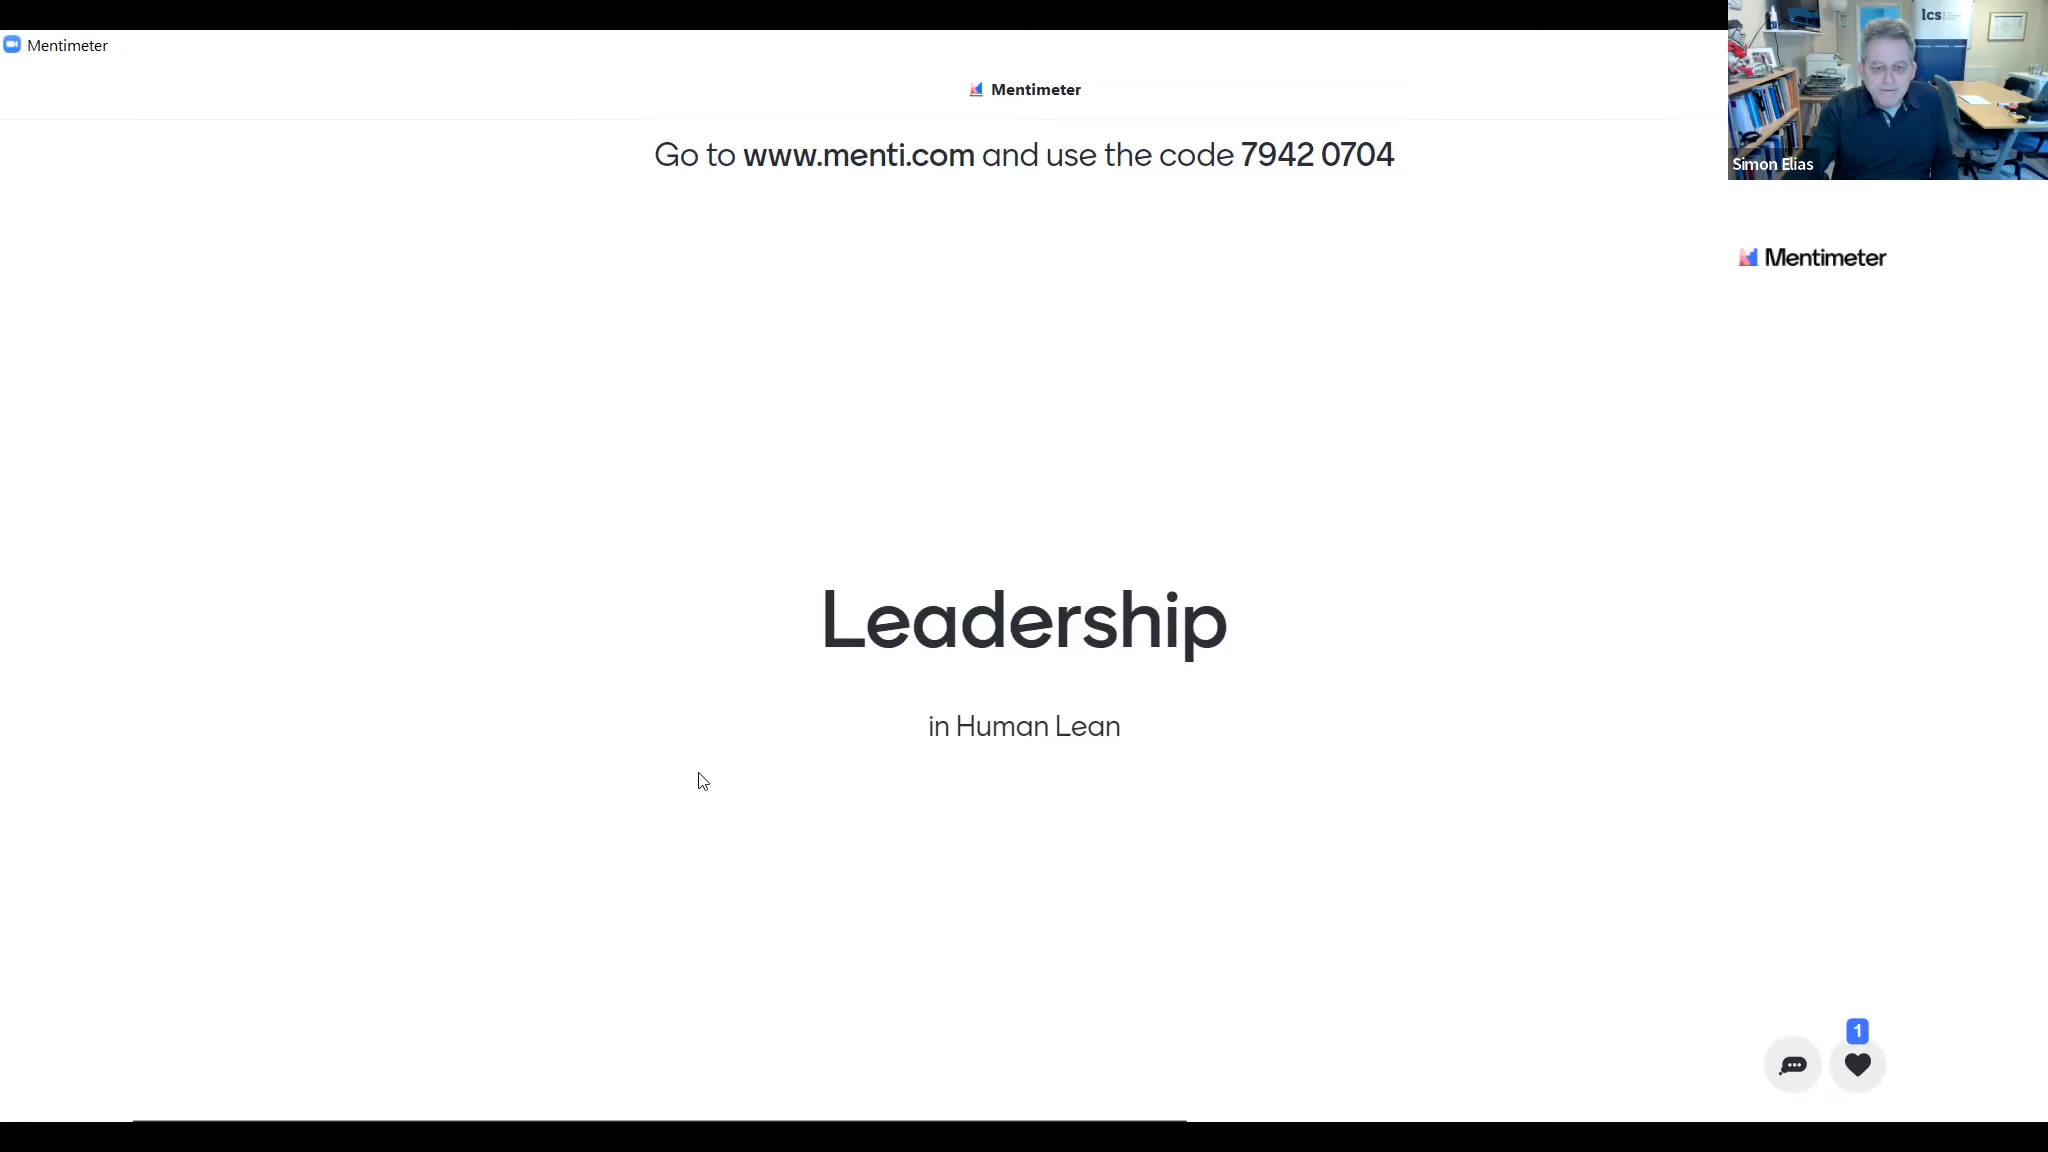 Mentimeter
Mentimeter
Go to www.menti.com and use the code 7942 0704
lcs
Simon Elias
Mentimeter
Leadership
in Human Lean
1